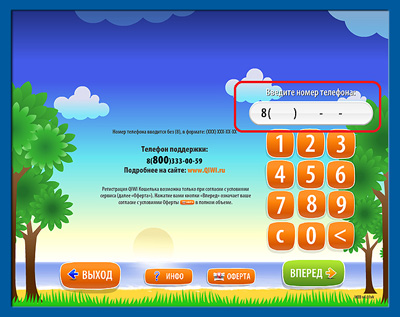 Введите номер телефона:
8(      )      -    -
Номер телефона вводится без (8), в формате: (XXX) XXX-XX-XX
Телефон поддержки:
8(800)333-00-59
Подробнее на сайте: www.QIWI.ru
Регистрация QIWI Кошелька возможна только при согласии с условиями
сервиса (далее «Оферта»). Нажатие вами кнопки «Вперед» означает ваше
согласие с условиями Оферты в полном объеме.
1 2 3
4 5 6
7 8 9
С 0 <
ВЫХОД
ИНФО
ОФЕРТА
ВПЕРЕД